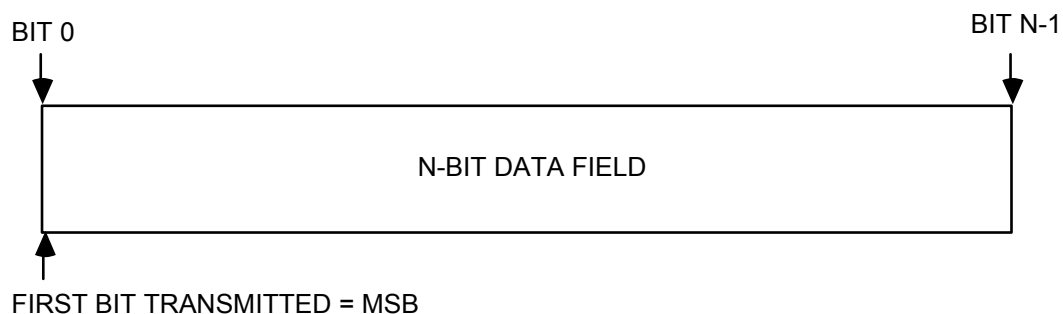 BIT 0
BIT N-1
N-BIT DATA FIELD
FIRST BIT TRANSMITTED = MSB